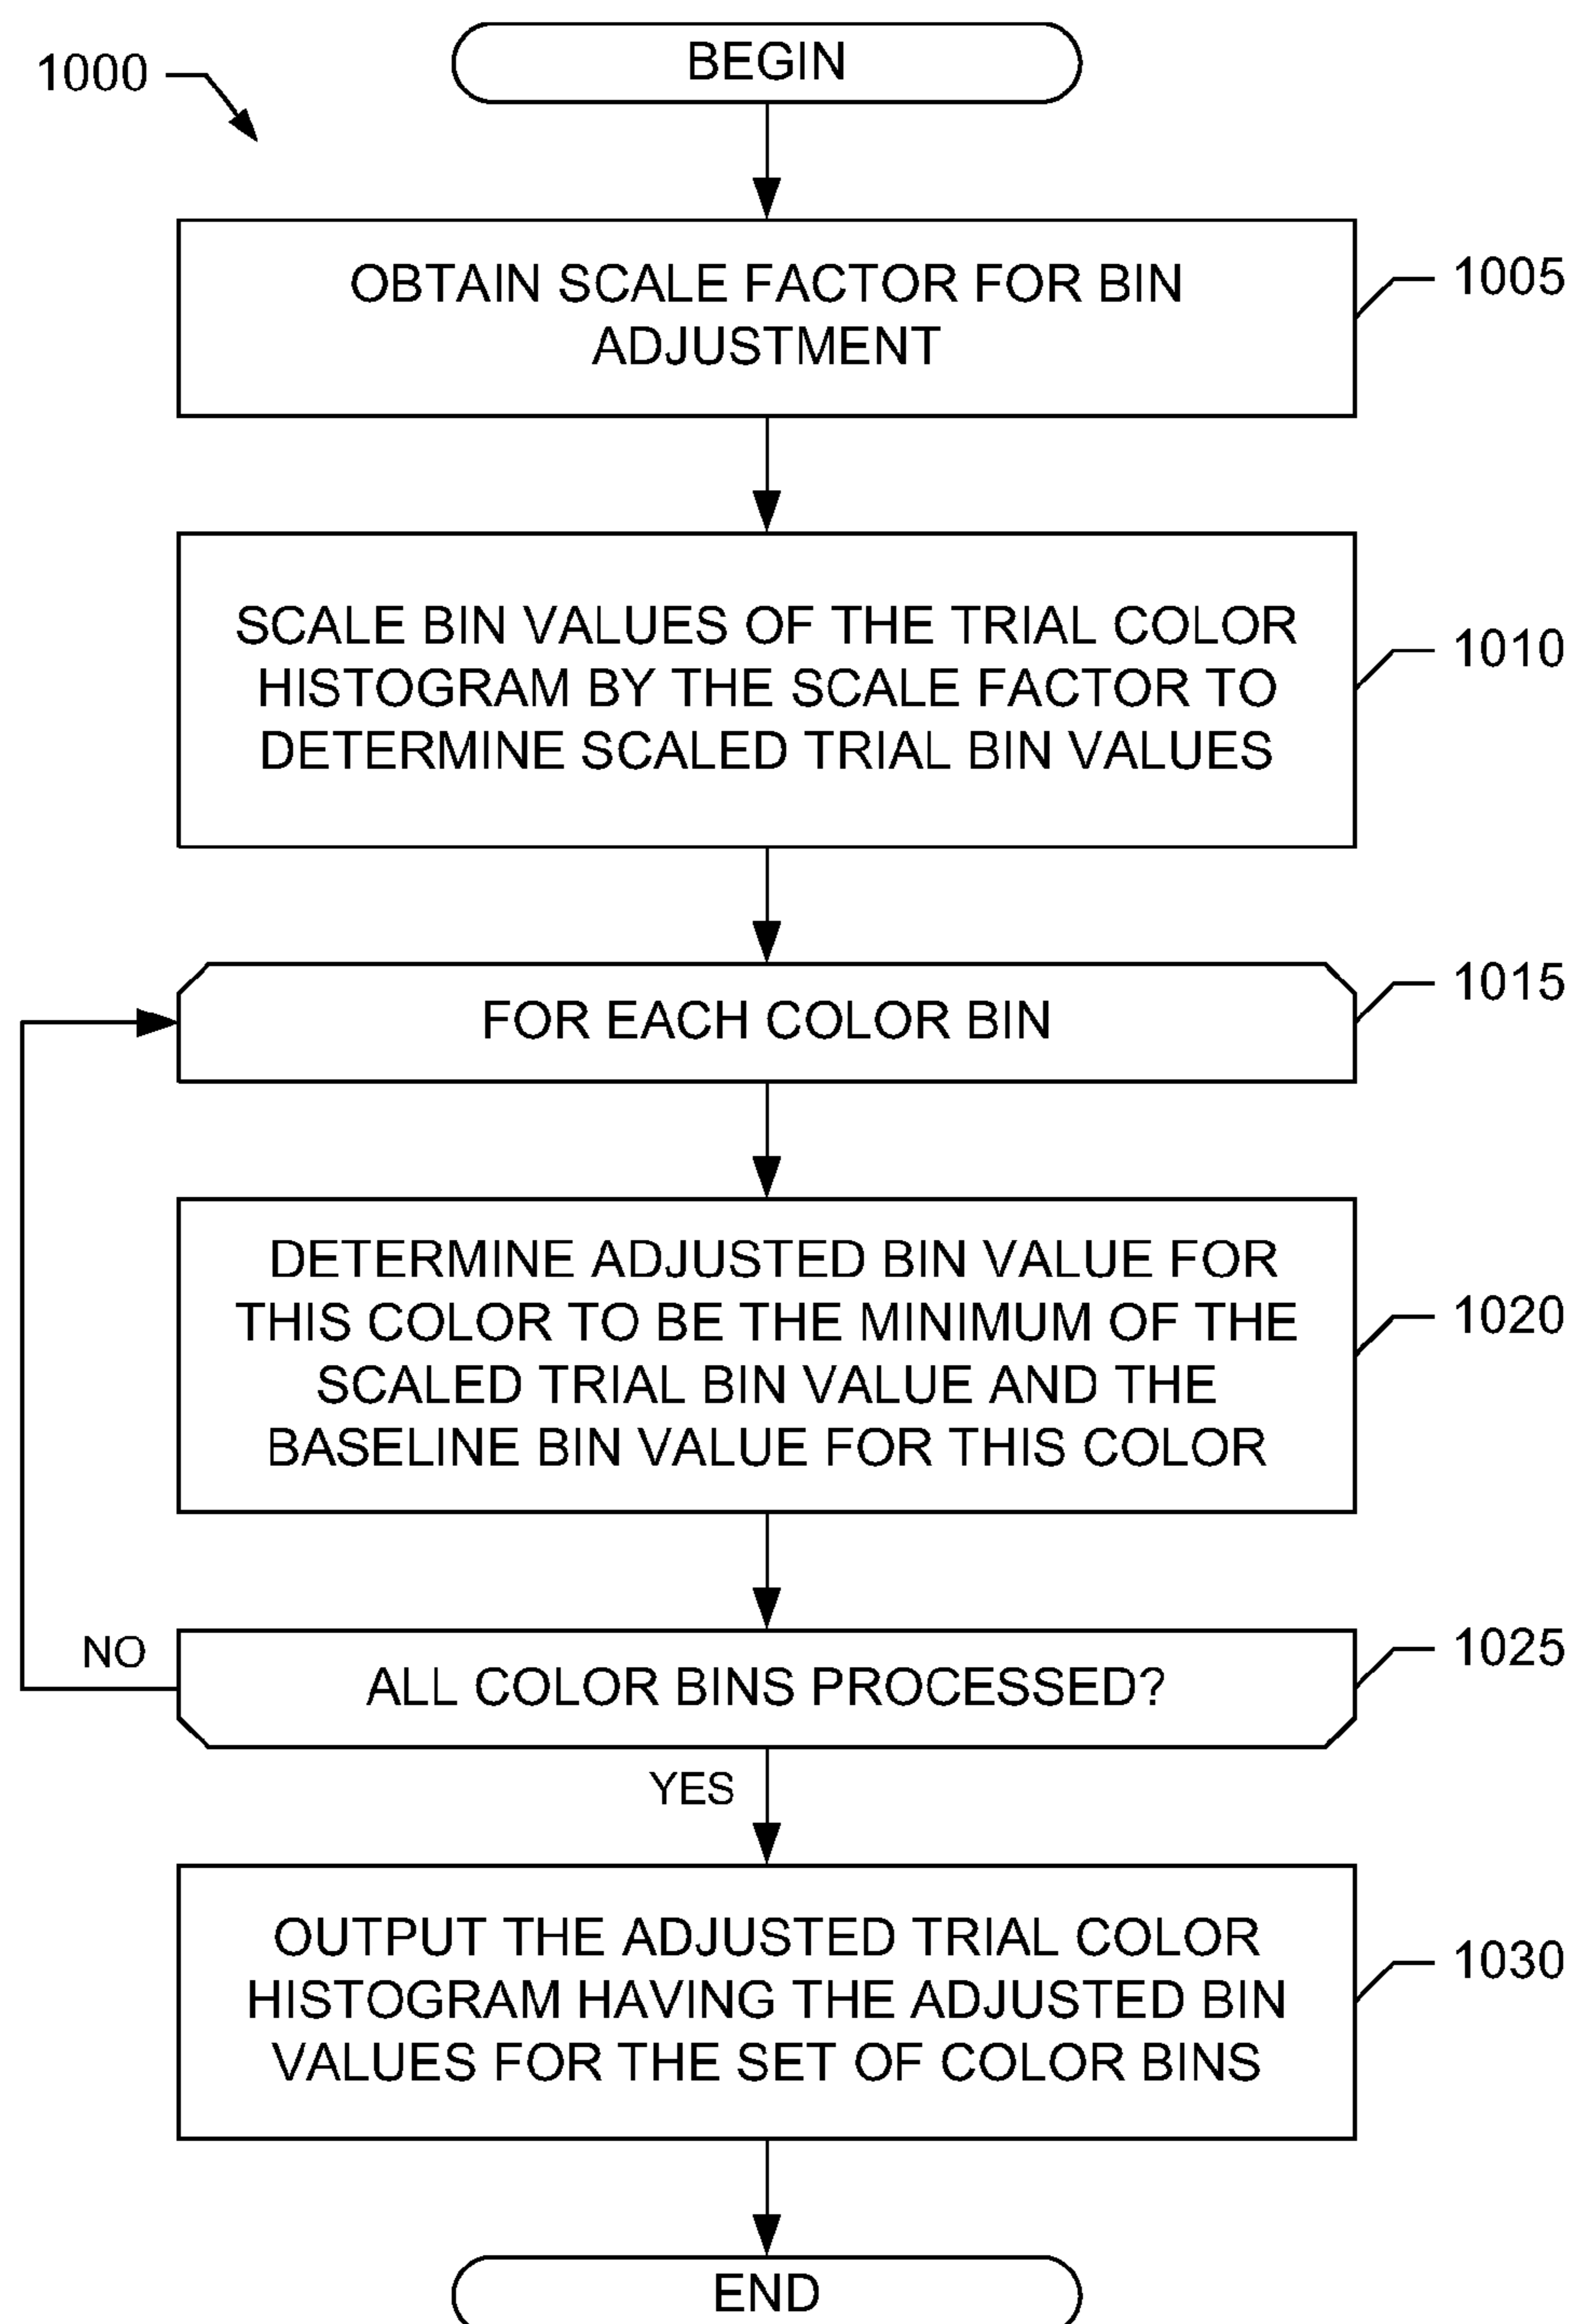 1000
BEGIN
OBTAIN SCALE FACTOR FOR BIN
ADJUSTMENT
1005
SCALE BIN VALUES OF THE TRIAL COLOR
HISTOGRAM BY THE SCALE FACTOR TO
DETERMINE SCALED TRIAL BIN VALUES
1010
FOR EACH COLOR BIN
1015
DETERMINE ADJUSTED BIN VALUE FOR
THIS COLOR TO BE THE MINIMUM OF THE
SCALED TRIAL BIN VALUE AND THE
BASELINE BIN VALUE FOR THIS COLOR
1020
NO
ALL COLOR BINS PROCESSED?
1025
YES
OUTPUT THE ADJUSTED TRIAL COLOR
HISTOGRAM HAVING THE ADJUSTED BIN
VALUES FOR THE SET OF COLOR BINS
1030
END